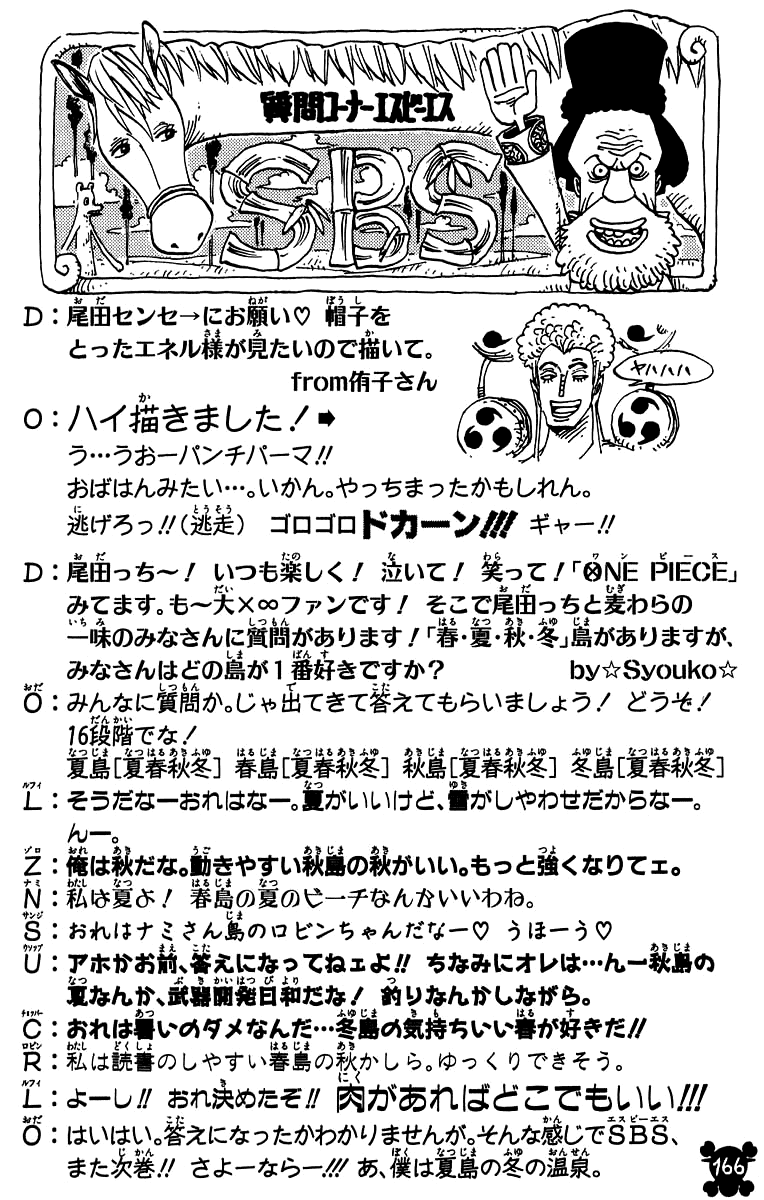 質問コーナーエスビーエス
SBS
D：尾田センセ→にお願い♡ 帽子を
とったエネル様が見たいので描いて。
from侑子さん
ヤハハハ
O：ハイ描きました！➡
う…うおーパンチパーマ!!
おばはんみたい…。いかん。やっちまったかもしれん。
逃げろっ!!（逃走） ゴロゴロドカーン!!! ギャー!!
D：尾田っち〜！ いつも楽しく！ 泣いて！ 笑って！「ONE PIECE」
みてます。も〜大×∞ファンです！ そこで尾田っちと麦わらの
一味のみなさんに質問があります！「春・夏・秋・冬」島がありますが、
みなさんはどの島が１番好きですか？ by☆Syouko☆
O：みんなに質問か。じゃ出てきて答えてもらいましょう！ どうぞ！
16段階でな！
夏島［夏春秋冬］ 春島［夏春秋冬］ 秋島［夏春秋冬］ 冬島［夏春秋冬］
L：そうだなーおれはなー。夏がいいけど、雪がしやわせだからなー。
んー。
Z：俺は秋だな。動きやすい秋島の秋がいい。もっと強くなりてェ。
N：私は夏よ！ 春島の夏のビーチなんかいいわね。
S：おれはナミさん島のロビンちゃんだなー♡ うほーう♡
U：アホかお前、答えになってねェよ!! ちなみにオレは…んー秋島の
夏なんか、武器開発日和だな！ 釣りなんかしながら。
C：おれは暑いのダメなんだ…冬島の気持ちいい春が好きだ!!
R：私は読書のしやすい春島の秋かしら。ゆっくりできそう。
L：よーし!! おれ決めたぞ!! 肉があればどこでもいい!!!
O：はいはい。答えになったかわかりませんが。そんな感じでSBS、
また次巻!! さよーならー!!! あ、僕は夏島の冬の温泉。
166